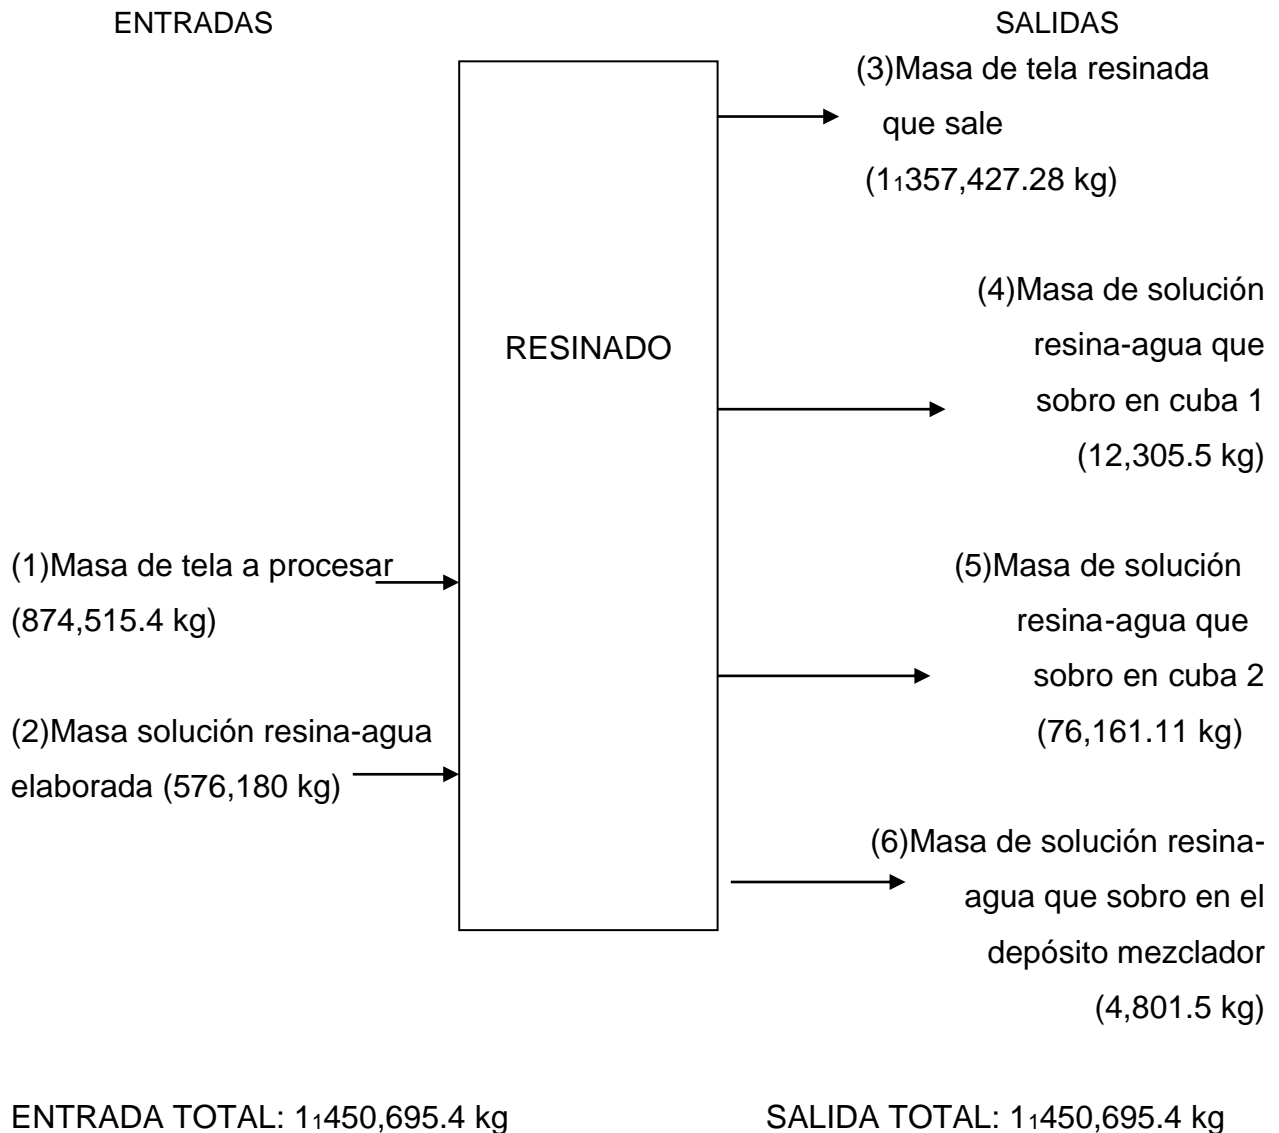 ENTRADAS
SALIDAS
(3)Masa de tela resinada
que sale
(1₁357,427.28 kg)
(4)Masa de solución
resina-agua que
sobro en cuba 1
(12,305.5 kg)
RESINADO
(1)Masa de tela a procesar
(874,515.4 kg)
(2)Masa solución resina-agua
elaborada (576,180 kg)
(5)Masa de solución
resina-agua que
sobro en cuba 2
(76,161.11 kg)
(6)Masa de solución resina-
agua que sobro en el
depósito mezclador
(4,801.5 kg)
ENTRADA TOTAL: 1₁450,695.4 kg
SALIDA TOTAL: 1₁450,695.4 kg